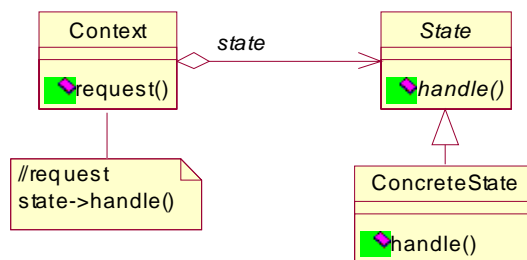 Context
request()
state
State
handle()
//request
state->handle()
ConcreteState
handle()